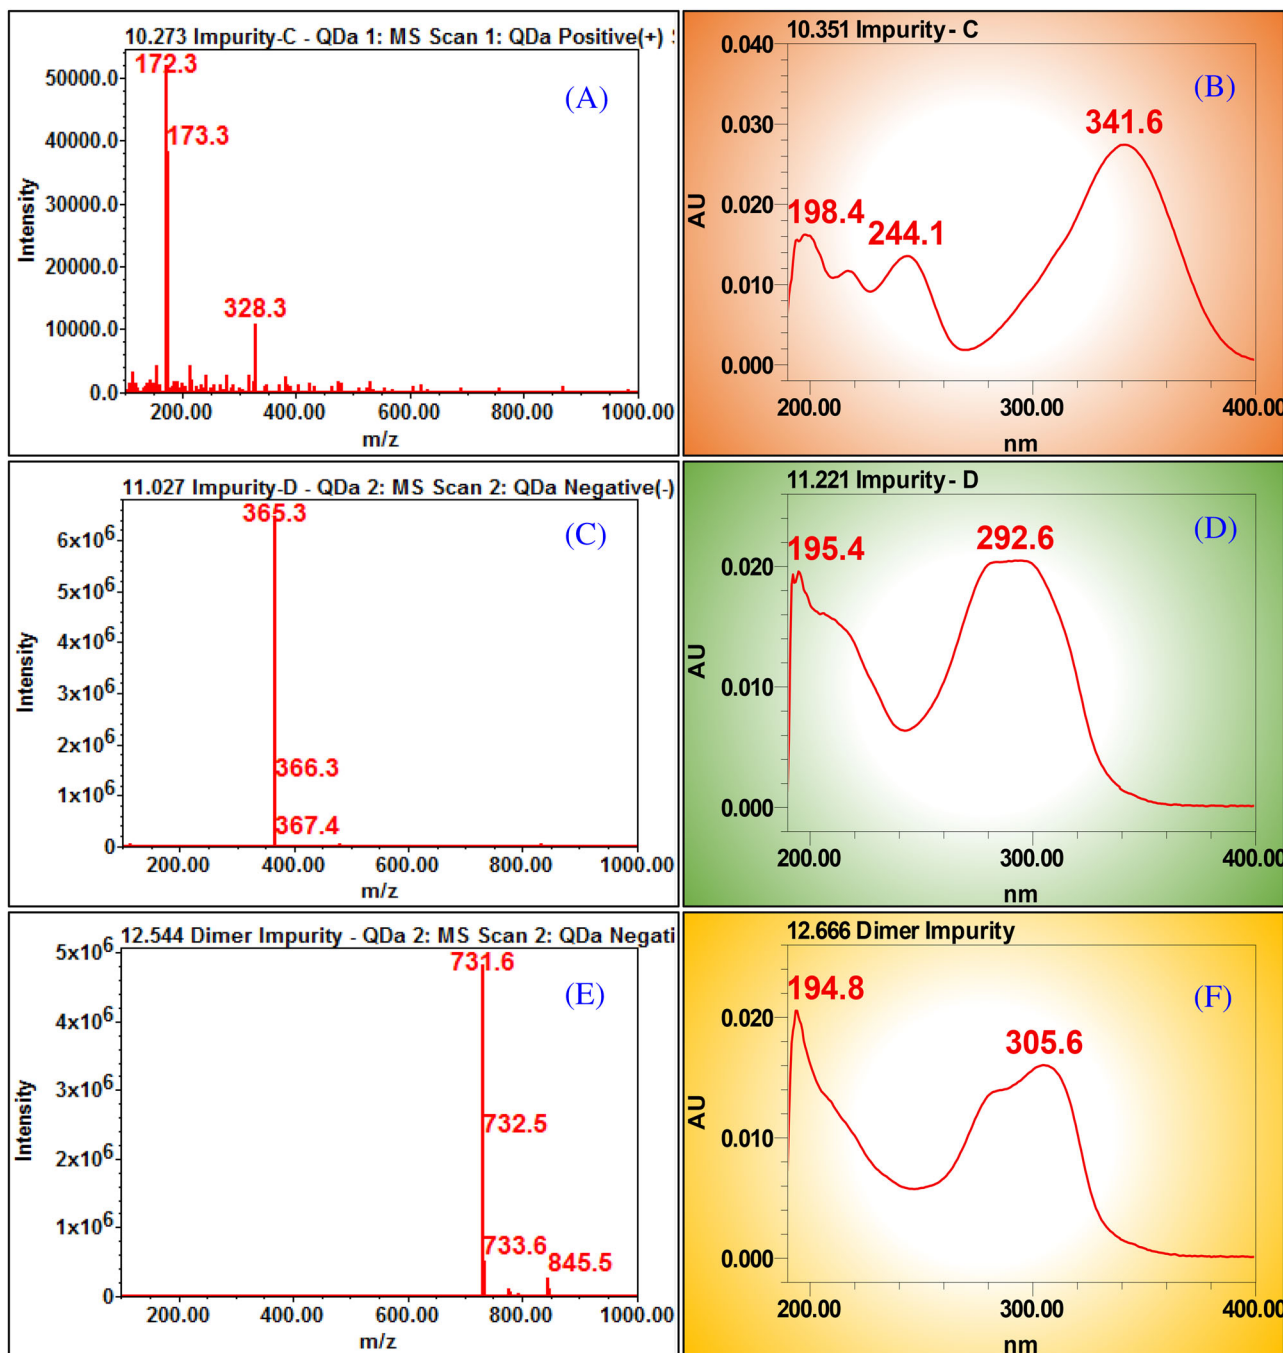 10.273 Impurity-C - QDa 1: MS Scan 1: QDa Positive(+)
(A)
172.3
173.3
328.3
50000.0
40000.0
30000.0
20000.0
10000.0
0.0
Intensity
200.00 400.00 600.00 800.00 1000.00
m/z
10.351 Impurity - C
(B)
341.6
198.4
244.1
0.040
0.030
0.020
0.010
0.000
AU
200.00 300.00 400.00
nm
11.027 Impurity-D - QDa 2: MS Scan 2: QDa Negative(-)
(C)
365.3
366.3
367.4
6x10⁶
5x10⁶
4x10⁶
3x10⁶
2x10⁶
1x10⁶
0
Intensity
200.00 400.00 600.00 800.00 1000.00
m/z
11.221 Impurity - D
(D)
195.4
292.6
0.020
0.010
0.000
AU
200.00 300.00 400.00
nm
12.544 Dimer Impurity - QDa 2: MS Scan 2: QDa Negati
(E)
731.6
732.5
733.6
845.5
5x10⁶
4x10⁶
3x10⁶
2x10⁶
1x10⁶
0
Intensity
200.00 400.00 600.00 800.00 1000.00
m/z
12.666 Dimer Impurity
(F)
194.8
305.6
0.020
0.010
0.000
AU
200.00 300.00 400.00
nm